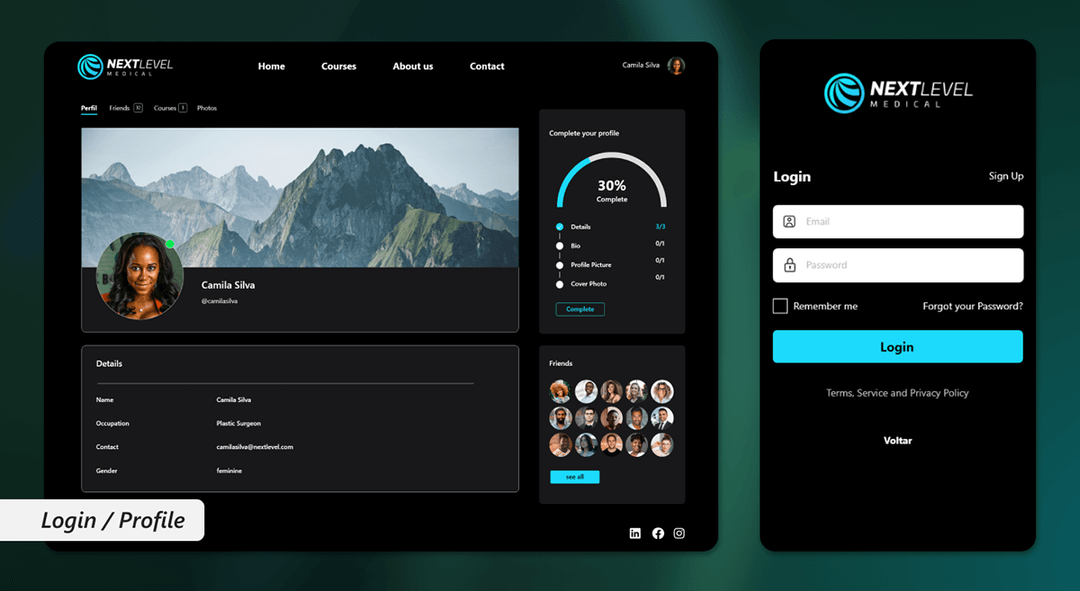 NEXTLEVEL
MEDICAL
Home
Courses
About us
Contact
Camila Silva
Perfil
Friends 32
Courses 1
Photos
Camila Silva
@camilasilva
Complete your profile
30%
Complete
Details 3/3
Bio 0/1
Profile Picture 0/1
Cover Photo 0/1
Complete
Details
Name Camila Silva
Occupation Plastic Surgeon
Contact camilasilva@nextlevel.com
Gender feminine
Friends
see all
Login / Profile
NEXTLEVEL
MEDICAL
Login
Sign Up
Email
Password
Remember me
Forgot your Password?
Login
Terms, Service and Privacy Policy
Voltar